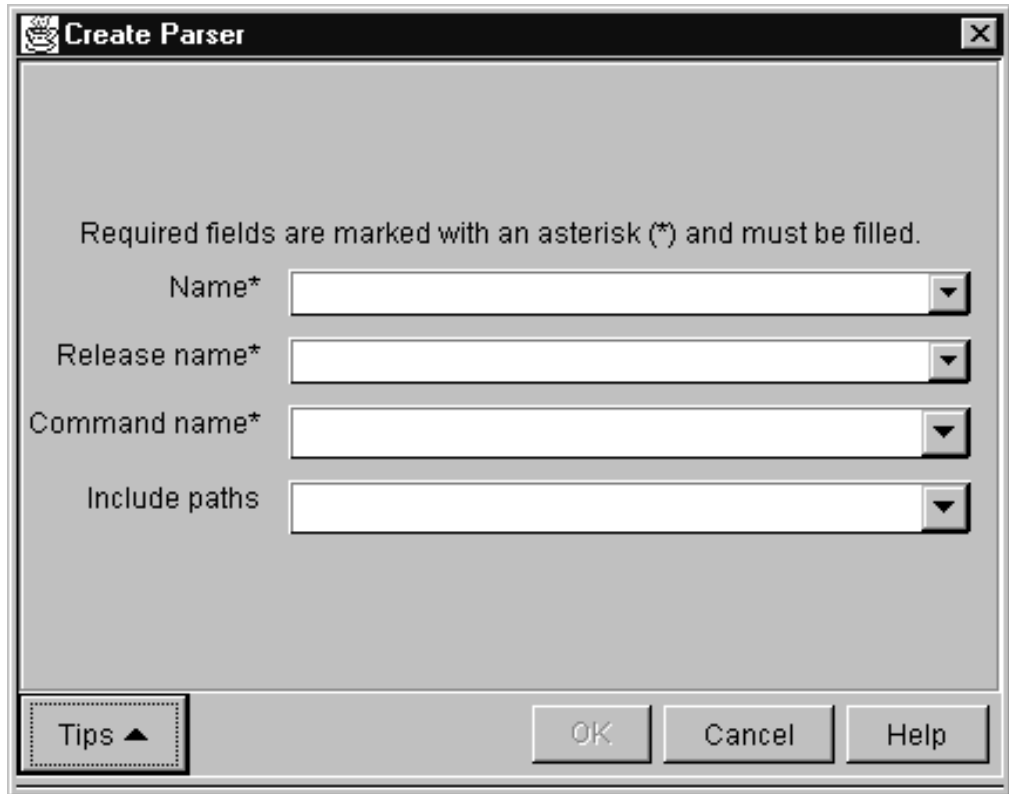 Create Parser
Required fields are marked with an asterisk (*) and must be filled.
Name*
Release name*
Command name*
Include paths
Tips
OK
Cancel
Help